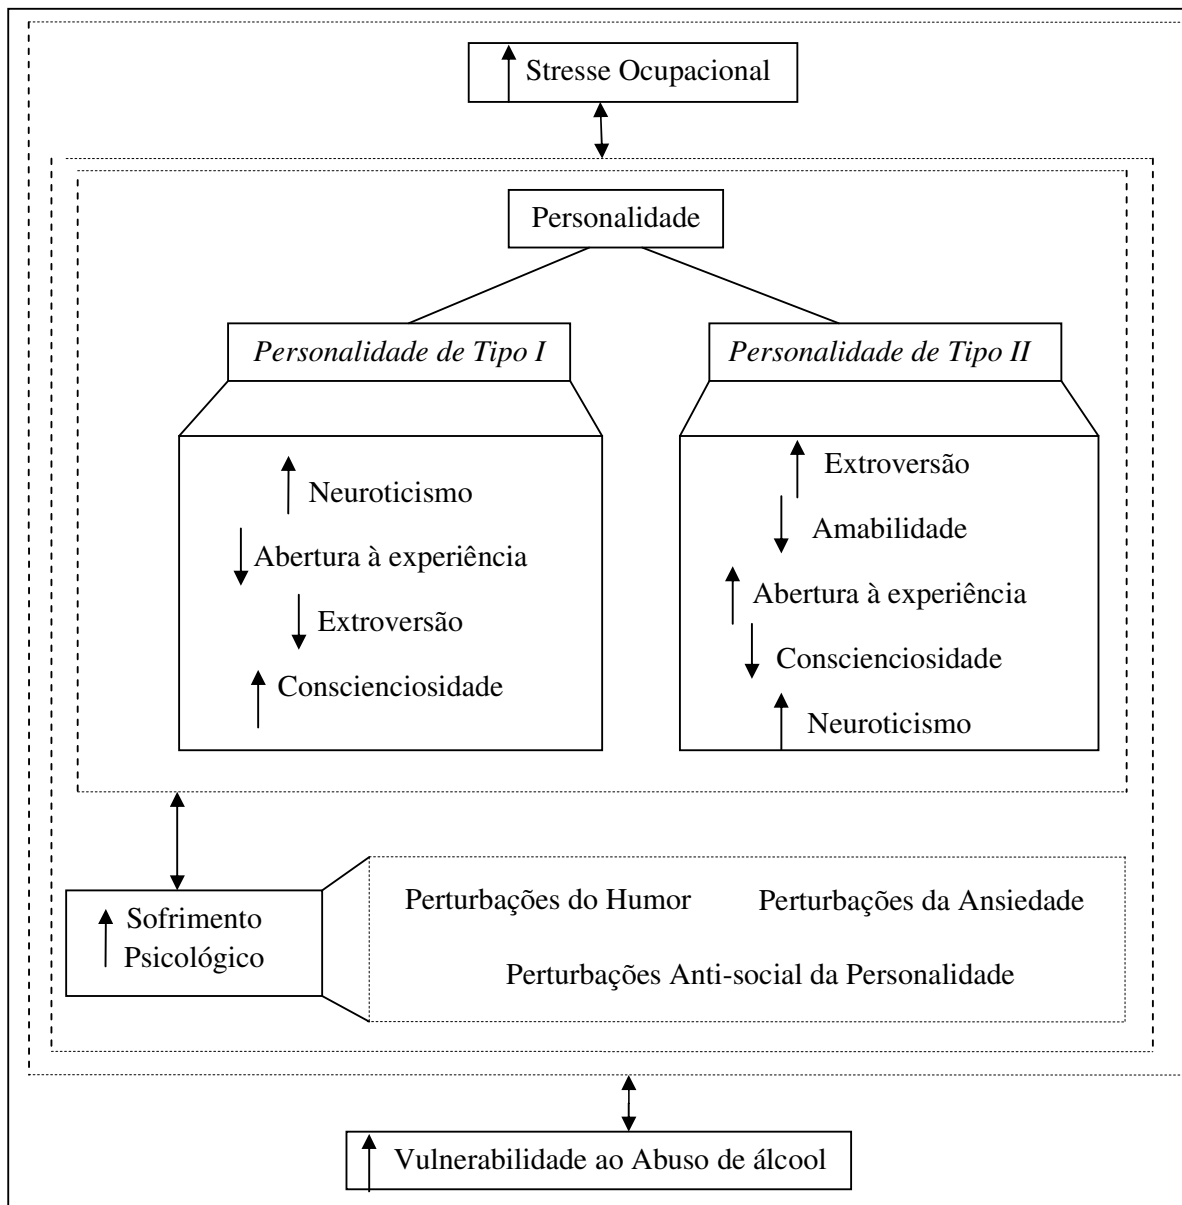 Stresse Ocupacional
Personalidade
Personalidade de Tipo I
Neuroticismo
Abertura à experiência
Extroversão
Conscienciosidade
Personalidade de Tipo II
Extroversão
Amabilidade
Abertura à experiência
Conscienciosidade
Neuroticismo
Sofrimento
Psicológico
Perturbações do Humor
Perturbações da Ansiedade
Perturbações Anti-social da Personalidade
Vulnerabilidade ao Abuso de álcool